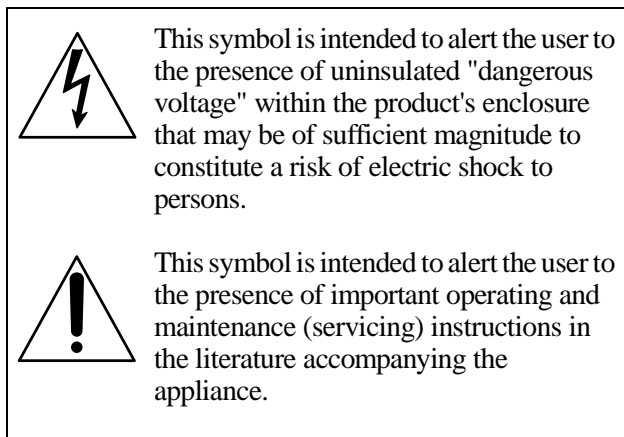 This symbol is intended to alert the user to
the presence of uninsulated "dangerous
voltage" within the product's enclosure
that may be of sufficient magnitude to
constitute a risk of electric shock to
persons.
This symbol is intended to alert the user to
the presence of important operating and
maintenance (servicing) instructions in
the literature accompanying the
appliance.